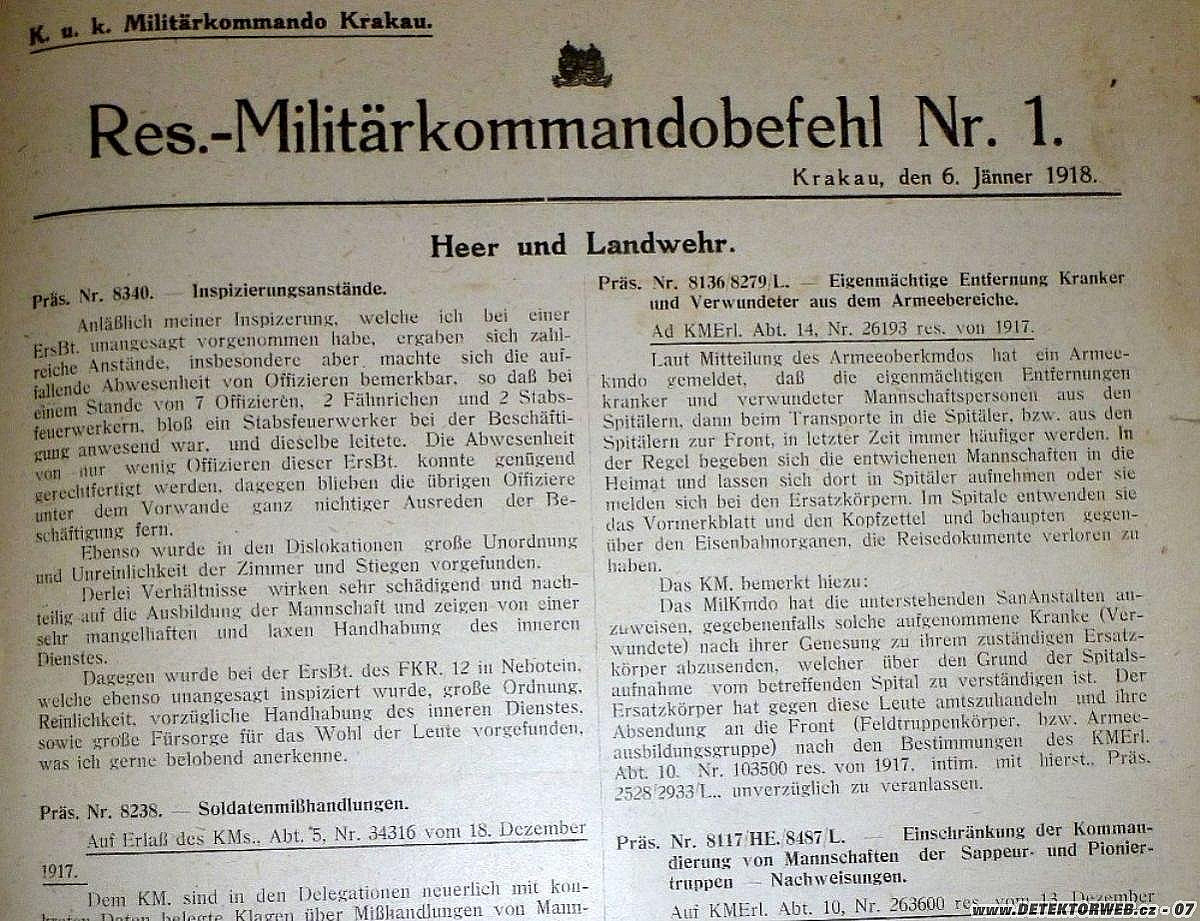 K. u. k. Militärkommando Krakau.
Res.-Militärkommandobefehl Nr. 1.
Krakau, den 6. Jänner 1918.
Heer und Landwehr.
Präs. Nr. 8340. — Inspizierungsanstände.
Anläßlich meiner Inspizerung, welche ich bei einer
ErsBt. unangesagt vorgenommen habe, ergaben sich zahl-
reiche Anstände, insbesondere aber machte sich die auf-
fallende Abwesenheit von Offizieren bemerkbar, so daß bei
einem Stande von 7 Offizieren, 2 Fähnrichen und 2 Stabs-
feuerwerkern, bloß ein Stabsfeuerwerker bei der Beschäfti-
gung anwesend war, und dieselbe leitete. Die Abwesenheit
von nur wenig Offizieren dieser ErsBt. konnte genügend
gerechtfertigt werden, dagegen blieben die übrigen Offiziere
unter dem Vorwande ganz nichtiger Ausreden der Be-
schäftigung fern.
Ebenso wurde in den Dislokationen große Unordnung
und Unreinlichkeit der Zimmer und Stiegen vorgefunden.
Derlei Verhältnisse wirken sehr schädigend und nach-
teilig auf die Ausbildung der Mannschaft und zeigen von einer
sehr mangelhaften und laxen Handhabung des inneren
Dienstes.
Dagegen wurde bei der ErsBt. des FKR. 12 in Nebotein,
welche ebenso unangesagt inspiziert wurde, große Ordnung,
Reinlichkeit, vorzügliche Handhabung des inneren Dienstes,
sowie große Fürsorge für das Wohl der Leute vorgefunden,
was ich gerne belobend anerkenne.
Präs. Nr. 8238. — Soldatenmißhandlungen.
Auf Erlaß des KMs., Abt. 5, Nr. 34316 vom 18. Dezember
1917.
Dem KM. sind in den Delegationen neuerlich mit kon-
kreten Daten belegte Klagen über Mißhandlungen von Mann-
Präs. Nr. 8136/8279/L. — Eigenmächtige Entfernung Kranker
und Verwundeter aus dem Armeebereiche.
Ad KMErl. Abt. 14, Nr. 26193 res. von 1917.
Laut Mitteilung des Armeeoberkmdos hat ein Armee-
kmdo gemeldet, daß die eigenmächtigen Entfernungen
kranker und verwundeter Mannschaftspersonen aus den
Spitälern, dann beim Transporte in die Spitäler, bzw. aus den
Spitälern zur Front, in letzter Zeit immer häufiger werden. In
der Regel begeben sich die entwichenen Mannschaften in die
Heimat und lassen sich dort in Spitäler aufnehmen oder sie
melden sich bei den Ersatzkörpern. Im Spitale entwenden sie
das Vormerkblatt und den Kopfzettel und behaupten gegen-
über den Eisenbahnorganen, die Reisedokumente verloren zu
haben.
Das KM. bemerkt hiezu:
Das MilKmdo hat die unterstehenden SanAnstalten an-
zuweisen, gegebenenfalls solche aufgenommene Kranke (Ver-
wundete) nach ihrer Genesung zu ihrem zuständigen Ersatz-
körper abzusenden, welcher über den Grund der Spitals-
aufnahme vom betreffenden Spital zu verständigen ist. Der
Ersatzkörper hat gegen diese Leute amtszuhandeln und ihre
Absendung an die Front (Feldtruppenkörper, bzw. Armee-
ausbildungsgruppe) nach den Bestimmungen des KMErl.
Abt. 10. Nr. 103500 res. von 1917, intim. mit hierst., Präs.
2528/2933/L., unverzüglich zu veranlassen.
Präs. Nr. 8117/HE./8487/L. — Einschränkung der Komman-
dierung von Mannschaften der Sappeur- und Pionier-
truppen — Nachweisungen.
Auf KMErl. Abt. 10, Nr. 263600 res. vom 13. Dezember
www.DETEKTORWEB.cz - 07